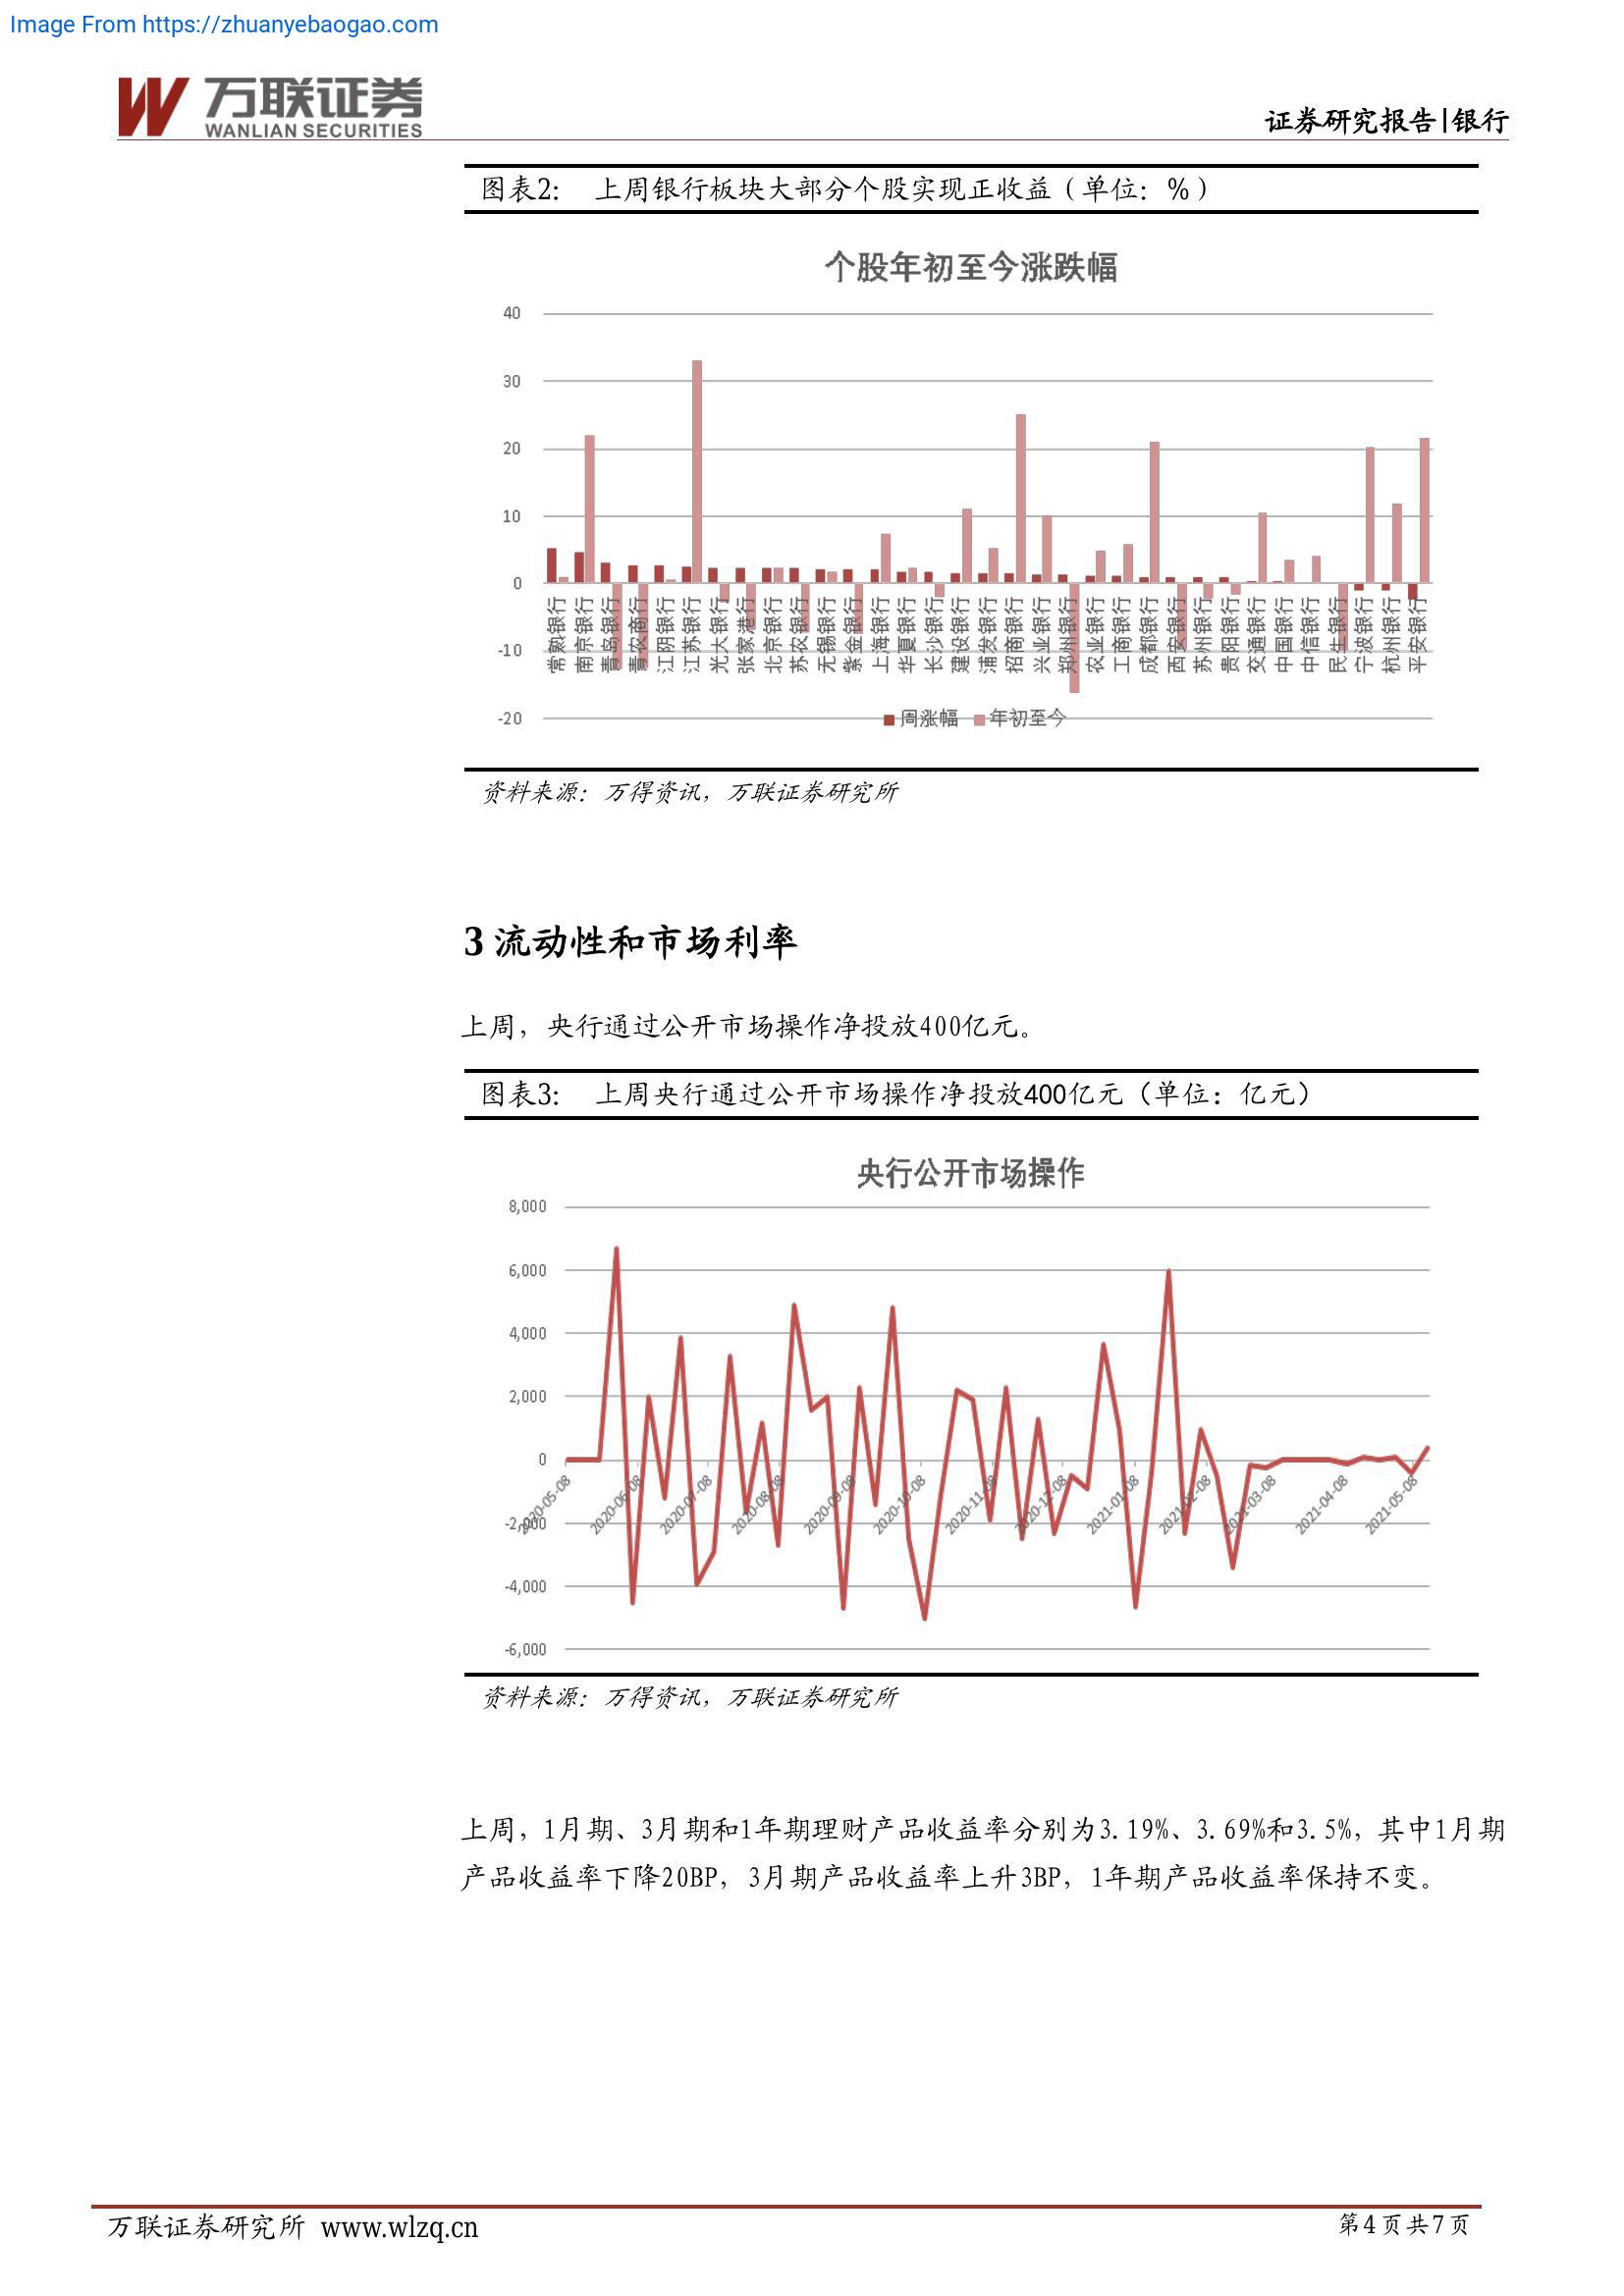 Image From https://zhuanyebaogao.com
万联证券
WANLIAN SECURITIES
证券研究报告|银行
图表2： 上周银行板块大部分个股实现正收益（单位：%）
个股年初至今涨跌幅
40
30
20
10
0
-10
-20
常熟银行
南京银行
青岛银行
青农商行
江阴银行
江苏银行
光大银行
张家港行
北京银行
苏农银行
无锡银行
紫金银行
上海银行
华夏银行
长沙银行
建设银行
浦发银行
招商银行
兴业银行
郑州银行
农业银行
工商银行
成都银行
西安银行
苏州银行
贵阳银行
交通银行
中国银行
中信银行
民生银行
宁波银行
杭州银行
平安银行
周涨幅 年初至今
资料来源：万得资讯，万联证券研究所
3 流动性和市场利率
上周，央行通过公开市场操作净投放400亿元。
图表3： 上周央行通过公开市场操作净投放400亿元（单位：亿元）
央行公开市场操作
8,000
6,000
4,000
2,000
0
-2,000
-4,000
-6,000
2020-05-08
2020-06-08
2020-07-08
2020-08-08
2020-09-08
2020-10-08
2020-11-08
2020-12-08
2021-01-08
2021-02-08
2021-03-08
2021-04-08
2021-05-08
资料来源：万得资讯，万联证券研究所
上周，1月期、3月期和1年期理财产品收益率分别为3.19%、3.69%和3.5%，其中1月期
产品收益率下降20BP，3月期产品收益率上升3BP，1年期产品收益率保持不变。
万联证券研究所 www.wlzq.cn
第4页共7页